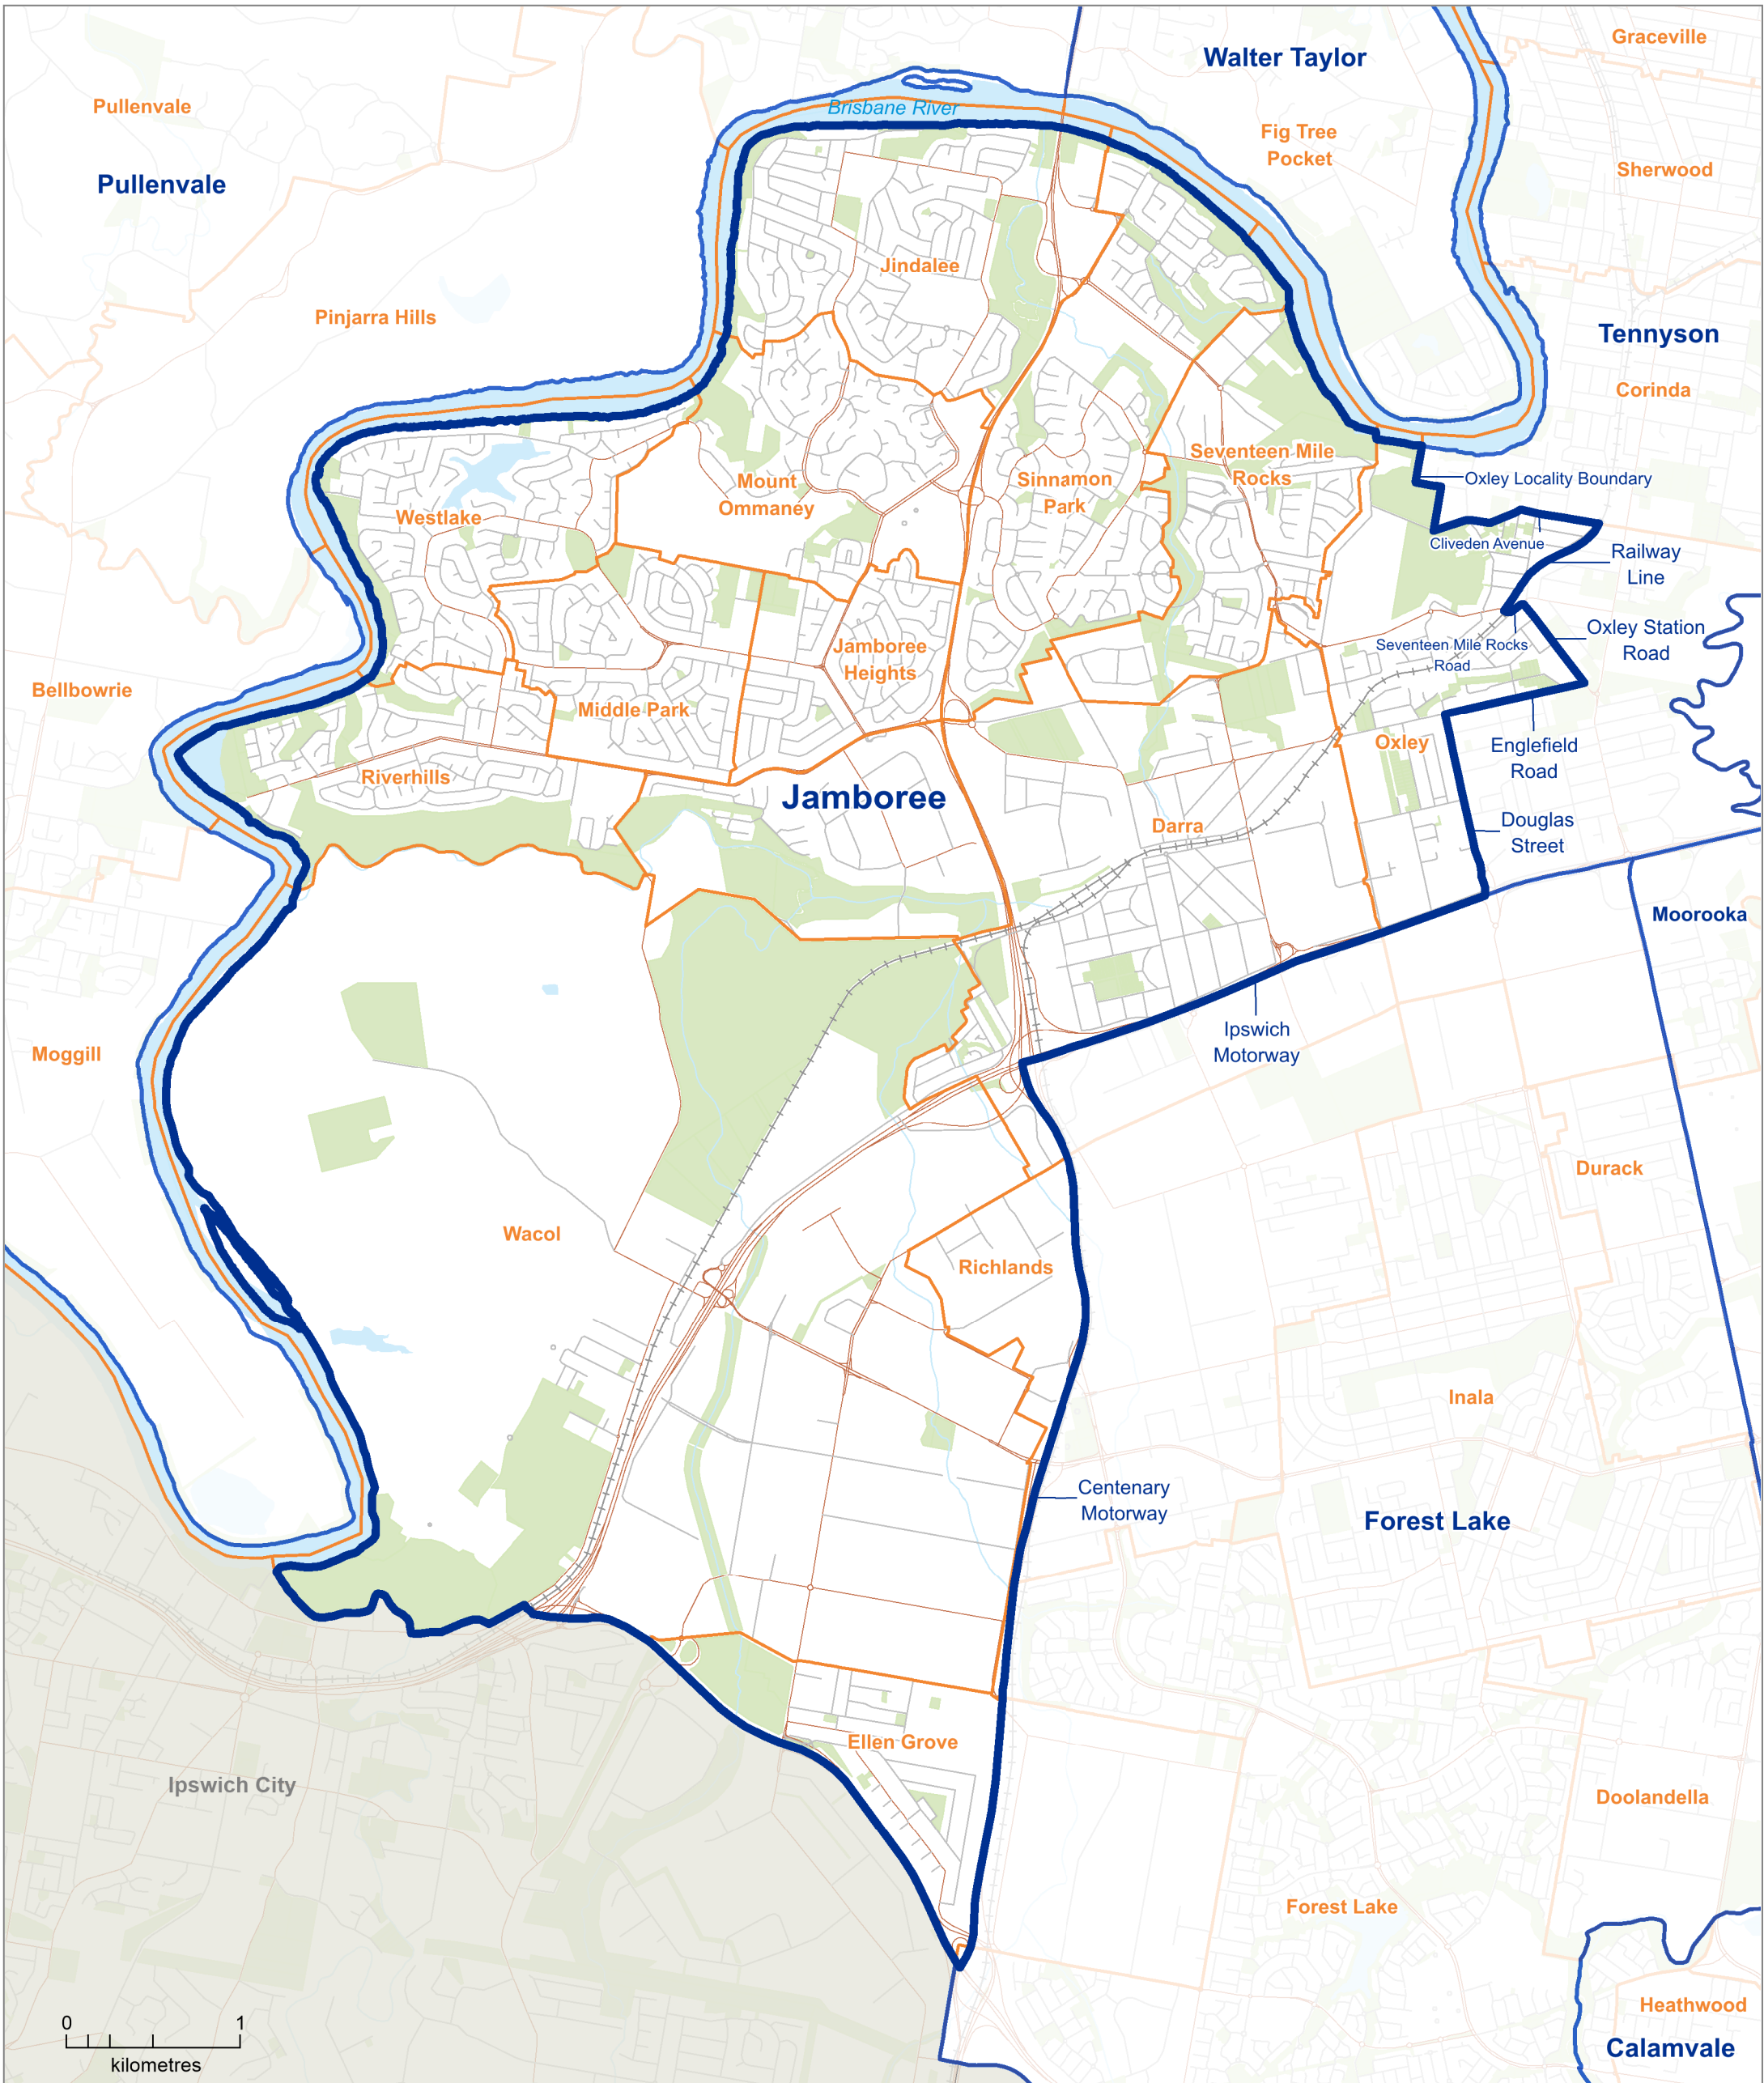 Graceville
Walter Taylor
Pullenvale
Brisbane River
Fig Tree
Pocket
Sherwood
Pullenvale
Jindalee
Pinjarra Hills
Tennyson
Corinda
Seventeen Mile
Rocks
Mount
Ommaney
Sinnamon
Park
Oxley Locality Boundary
Westlake
Cliveden Avenue
Railway
Line
Oxley Station
Road
Seventeen Mile Rocks
Road
Jamboree
Heights
Bellbowrie
Middle Park
Oxley
Englefield
Road
Riverhills
Jamboree
Darra
Douglas
Street
Moorooka
Ipswich
Motorway
Moggill
Durack
Wacol
Richlands
Inala
Centenary
Motorway
Forest Lake
Ellen Grove
Ipswich City
Doolandella
Forest Lake
Heathwood
Calamvale
0 1
kilometres